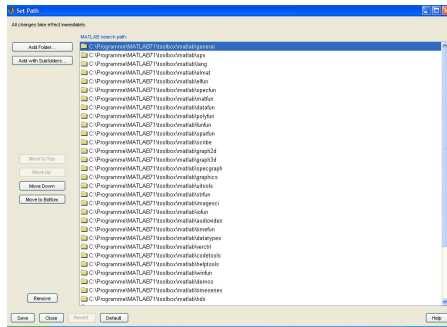 Set Path
All changes take effect immediately.
MATLAB search path:
Add Folder...
Add with Subfolders...
Move to Top
Move Up
Move Down
Move to Bottom
Remove
C:\Programme\MATLAB71\toolbox\matlab\general
C:\Programme\MATLAB71\toolbox\matlab\ops
C:\Programme\MATLAB71\toolbox\matlab\lang
C:\Programme\MATLAB71\toolbox\matlab\elmat
C:\Programme\MATLAB71\toolbox\matlab\elfun
C:\Programme\MATLAB71\toolbox\matlab\specfun
C:\Programme\MATLAB71\toolbox\matlab\matfun
C:\Programme\MATLAB71\toolbox\matlab\datafun
C:\Programme\MATLAB71\toolbox\matlab\polyfun
C:\Programme\MATLAB71\toolbox\matlab\funfun
C:\Programme\MATLAB71\toolbox\matlab\sparfun
C:\Programme\MATLAB71\toolbox\matlab\scribe
C:\Programme\MATLAB71\toolbox\matlab\graph2d
C:\Programme\MATLAB71\toolbox\matlab\graph3d
C:\Programme\MATLAB71\toolbox\matlab\specgraph
C:\Programme\MATLAB71\toolbox\matlab\graphics
C:\Programme\MATLAB71\toolbox\matlab\uitools
C:\Programme\MATLAB71\toolbox\matlab\strfun
C:\Programme\MATLAB71\toolbox\matlab\imagesci
C:\Programme\MATLAB71\toolbox\matlab\iofun
C:\Programme\MATLAB71\toolbox\matlab\audiovideo
C:\Programme\MATLAB71\toolbox\matlab\timefun
C:\Programme\MATLAB71\toolbox\matlab\datatypes
C:\Programme\MATLAB71\toolbox\matlab\verctrl
C:\Programme\MATLAB71\toolbox\matlab\codetools
C:\Programme\MATLAB71\toolbox\matlab\helptools
C:\Programme\MATLAB71\toolbox\matlab\winfun
C:\Programme\MATLAB71\toolbox\matlab\demos
C:\Programme\MATLAB71\toolbox\matlab\timeseries
C:\Programme\MATLAB71\toolbox\matlab\hds
Save Close Revert Default Help